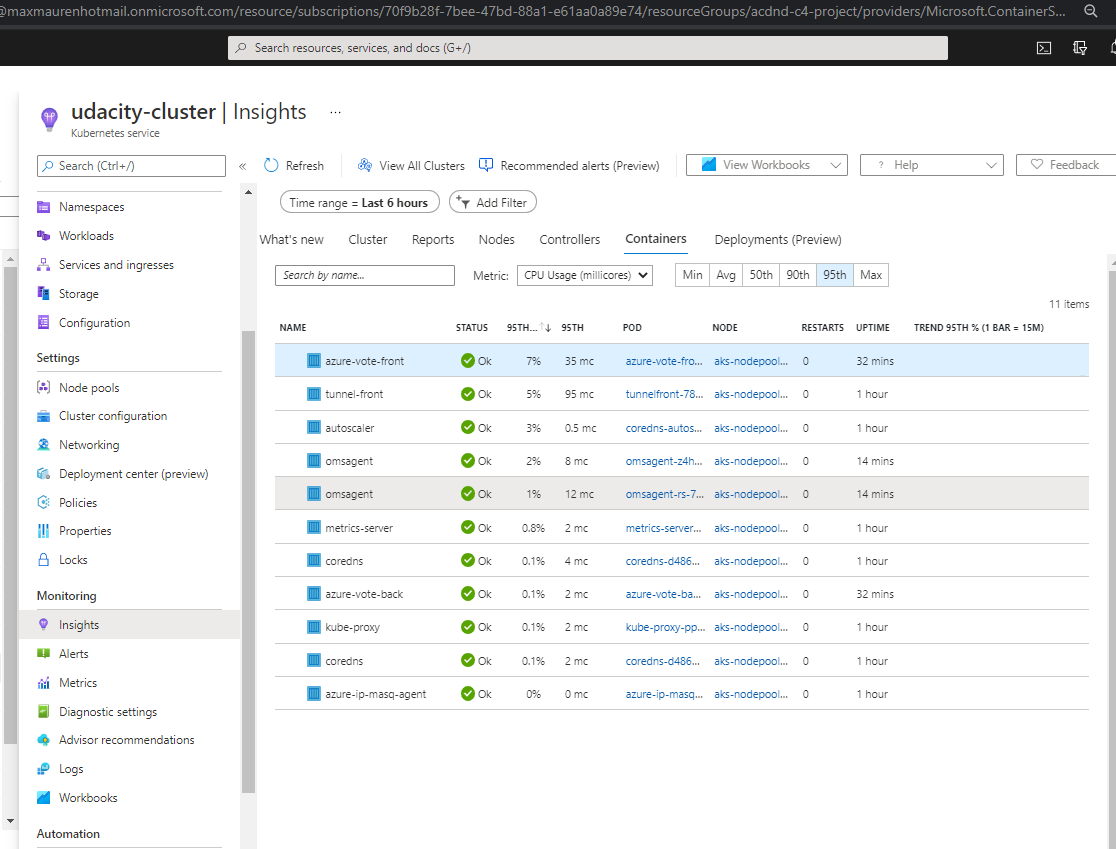 @maxmaurenhotmail.onmicrosoft.com/resource/subscriptions/70f9b28f-7bee-47bd-88a1-e61aa0a89e74/resourceGroups/acdnd-c4-project/providers/Microsoft.ContainerS...
Search resources, services, and docs (G+/)
udacity-cluster | Insights ...
Kubernetes service
Search (Ctrl+/) «
Refresh View All Clusters Recommended alerts (Preview) View Workbooks ? Help Feedback
Time range = Last 6 hours Add Filter
Namespaces
Workloads
Services and ingresses
Storage
Configuration
Settings
Node pools
Cluster configuration
Networking
Deployment center (preview)
Policies
Properties
Locks
Monitoring
Insights
Alerts
Metrics
Diagnostic settings
Advisor recommendations
Logs
Workbooks
Automation
What's new Cluster Reports Nodes Controllers Containers Deployments (Preview)
Search by name... Metric: CPU Usage (millicores) Min Avg 50th 90th 95th Max
11 items
NAME STATUS 95TH... ↑↓ 95TH POD NODE RESTARTS UPTIME TREND 95TH % (1 BAR = 15M)
azure-vote-front Ok 7% 35 mc azure-vote-fro... aks-nodepool... 0 32 mins
tunnel-front Ok 5% 95 mc tunnelfront-78... aks-nodepool... 0 1 hour
autoscaler Ok 3% 0.5 mc coredns-autos... aks-nodepool... 0 1 hour
omsagent Ok 2% 8 mc omsagent-z4h... aks-nodepool... 0 14 mins
omsagent Ok 1% 12 mc omsagent-rs-7... aks-nodepool... 0 14 mins
metrics-server Ok 0.8% 2 mc metrics-server... aks-nodepool... 0 1 hour
coredns Ok 0.1% 4 mc coredns-d486... aks-nodepool... 0 1 hour
azure-vote-back Ok 0.1% 2 mc azure-vote-ba... aks-nodepool... 0 32 mins
kube-proxy Ok 0.1% 2 mc kube-proxy-pp... aks-nodepool... 0 1 hour
coredns Ok 0.1% 2 mc coredns-d486... aks-nodepool... 0 1 hour
azure-ip-masq-agent Ok 0% 0 mc azure-ip-masq... aks-nodepool... 0 1 hour